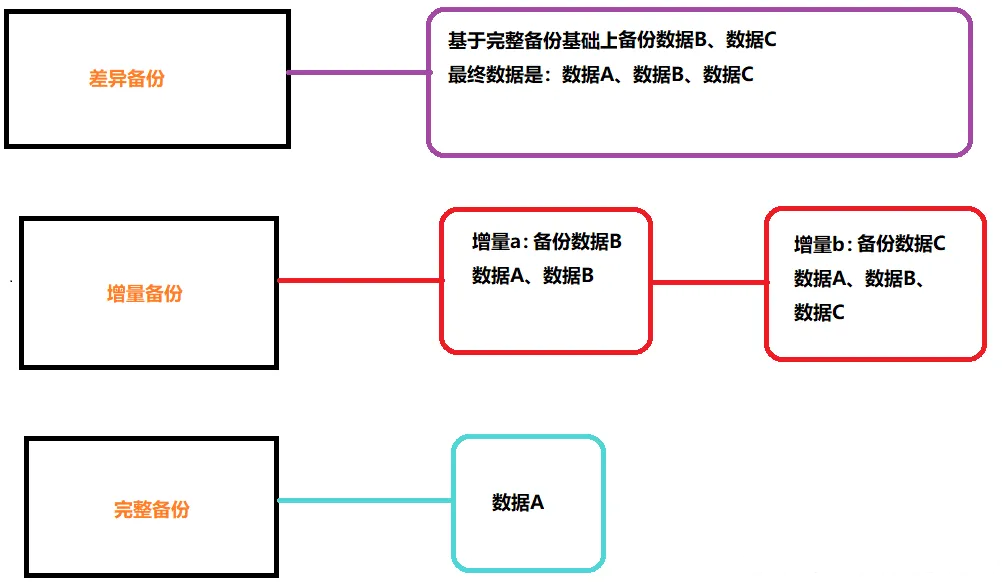 差异备份
基于完整备份基础上备份数据B、数据C
最终数据是：数据A、数据B、数据C
增量备份
增量a：备份数据B
数据A、数据B
增量b：备份数据C
数据A、数据B、
数据C
完整备份
数据A